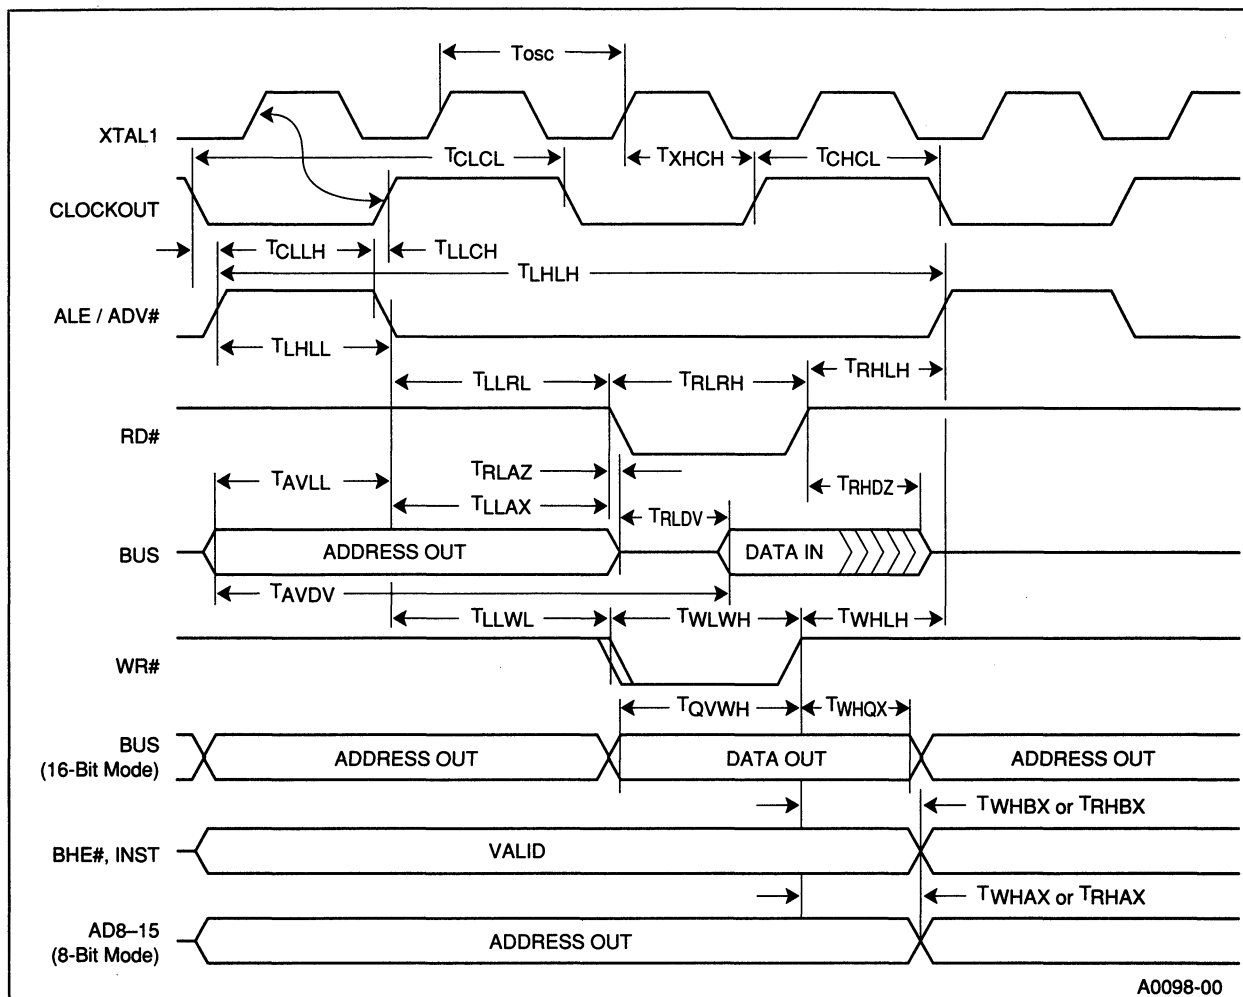 Tosc
XTAL1
TCLCL
TXHCH
TCHCL
CLOCKOUT
TCLLH
TLLCH
TLHLH
ALE / ADV#
TLHLL
TLLRL
TRLRH
TRHLH
RD#
TAVLL
TRLAZ
TRHDZ
TLLAX
TRLDV
BUS
ADDRESS OUT
DATA IN
TAVDV
TLLWL
TWLWH
TWHLH
WR#
TQVWH
TWHQX
BUS
(16-Bit Mode)
ADDRESS OUT
DATA OUT
ADDRESS OUT
TWHBX or TRHBX
BHE#, INST
VALID
TWHAX or TRHAX
AD8–15
(8-Bit Mode)
ADDRESS OUT
A0098-00